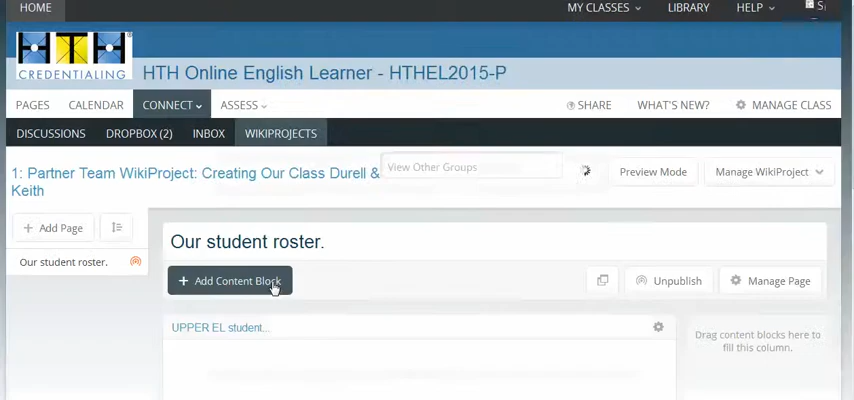 HOME
MY CLASSES
LIBRARY
HELP
HTH
CREDENTIALING
HTH Online English Learner - HTHEL2015-P
PAGES
CALENDAR
CONNECT
ASSESS
SHARE
WHAT'S NEW?
MANAGE CLASS
DISCUSSIONS
DROPBOX (2)
INBOX
WIKIPROJECTS
1: Partner Team WikiProject: Creating Our Class Durell &
Keith
View Other Groups
Preview Mode
Manage WikiProject
+ Add Page
Our student roster.
Our student roster.
+ Add Content Block
Unpublish
Manage Page
UPPER EL student...
Drag content blocks here to
fill this column.